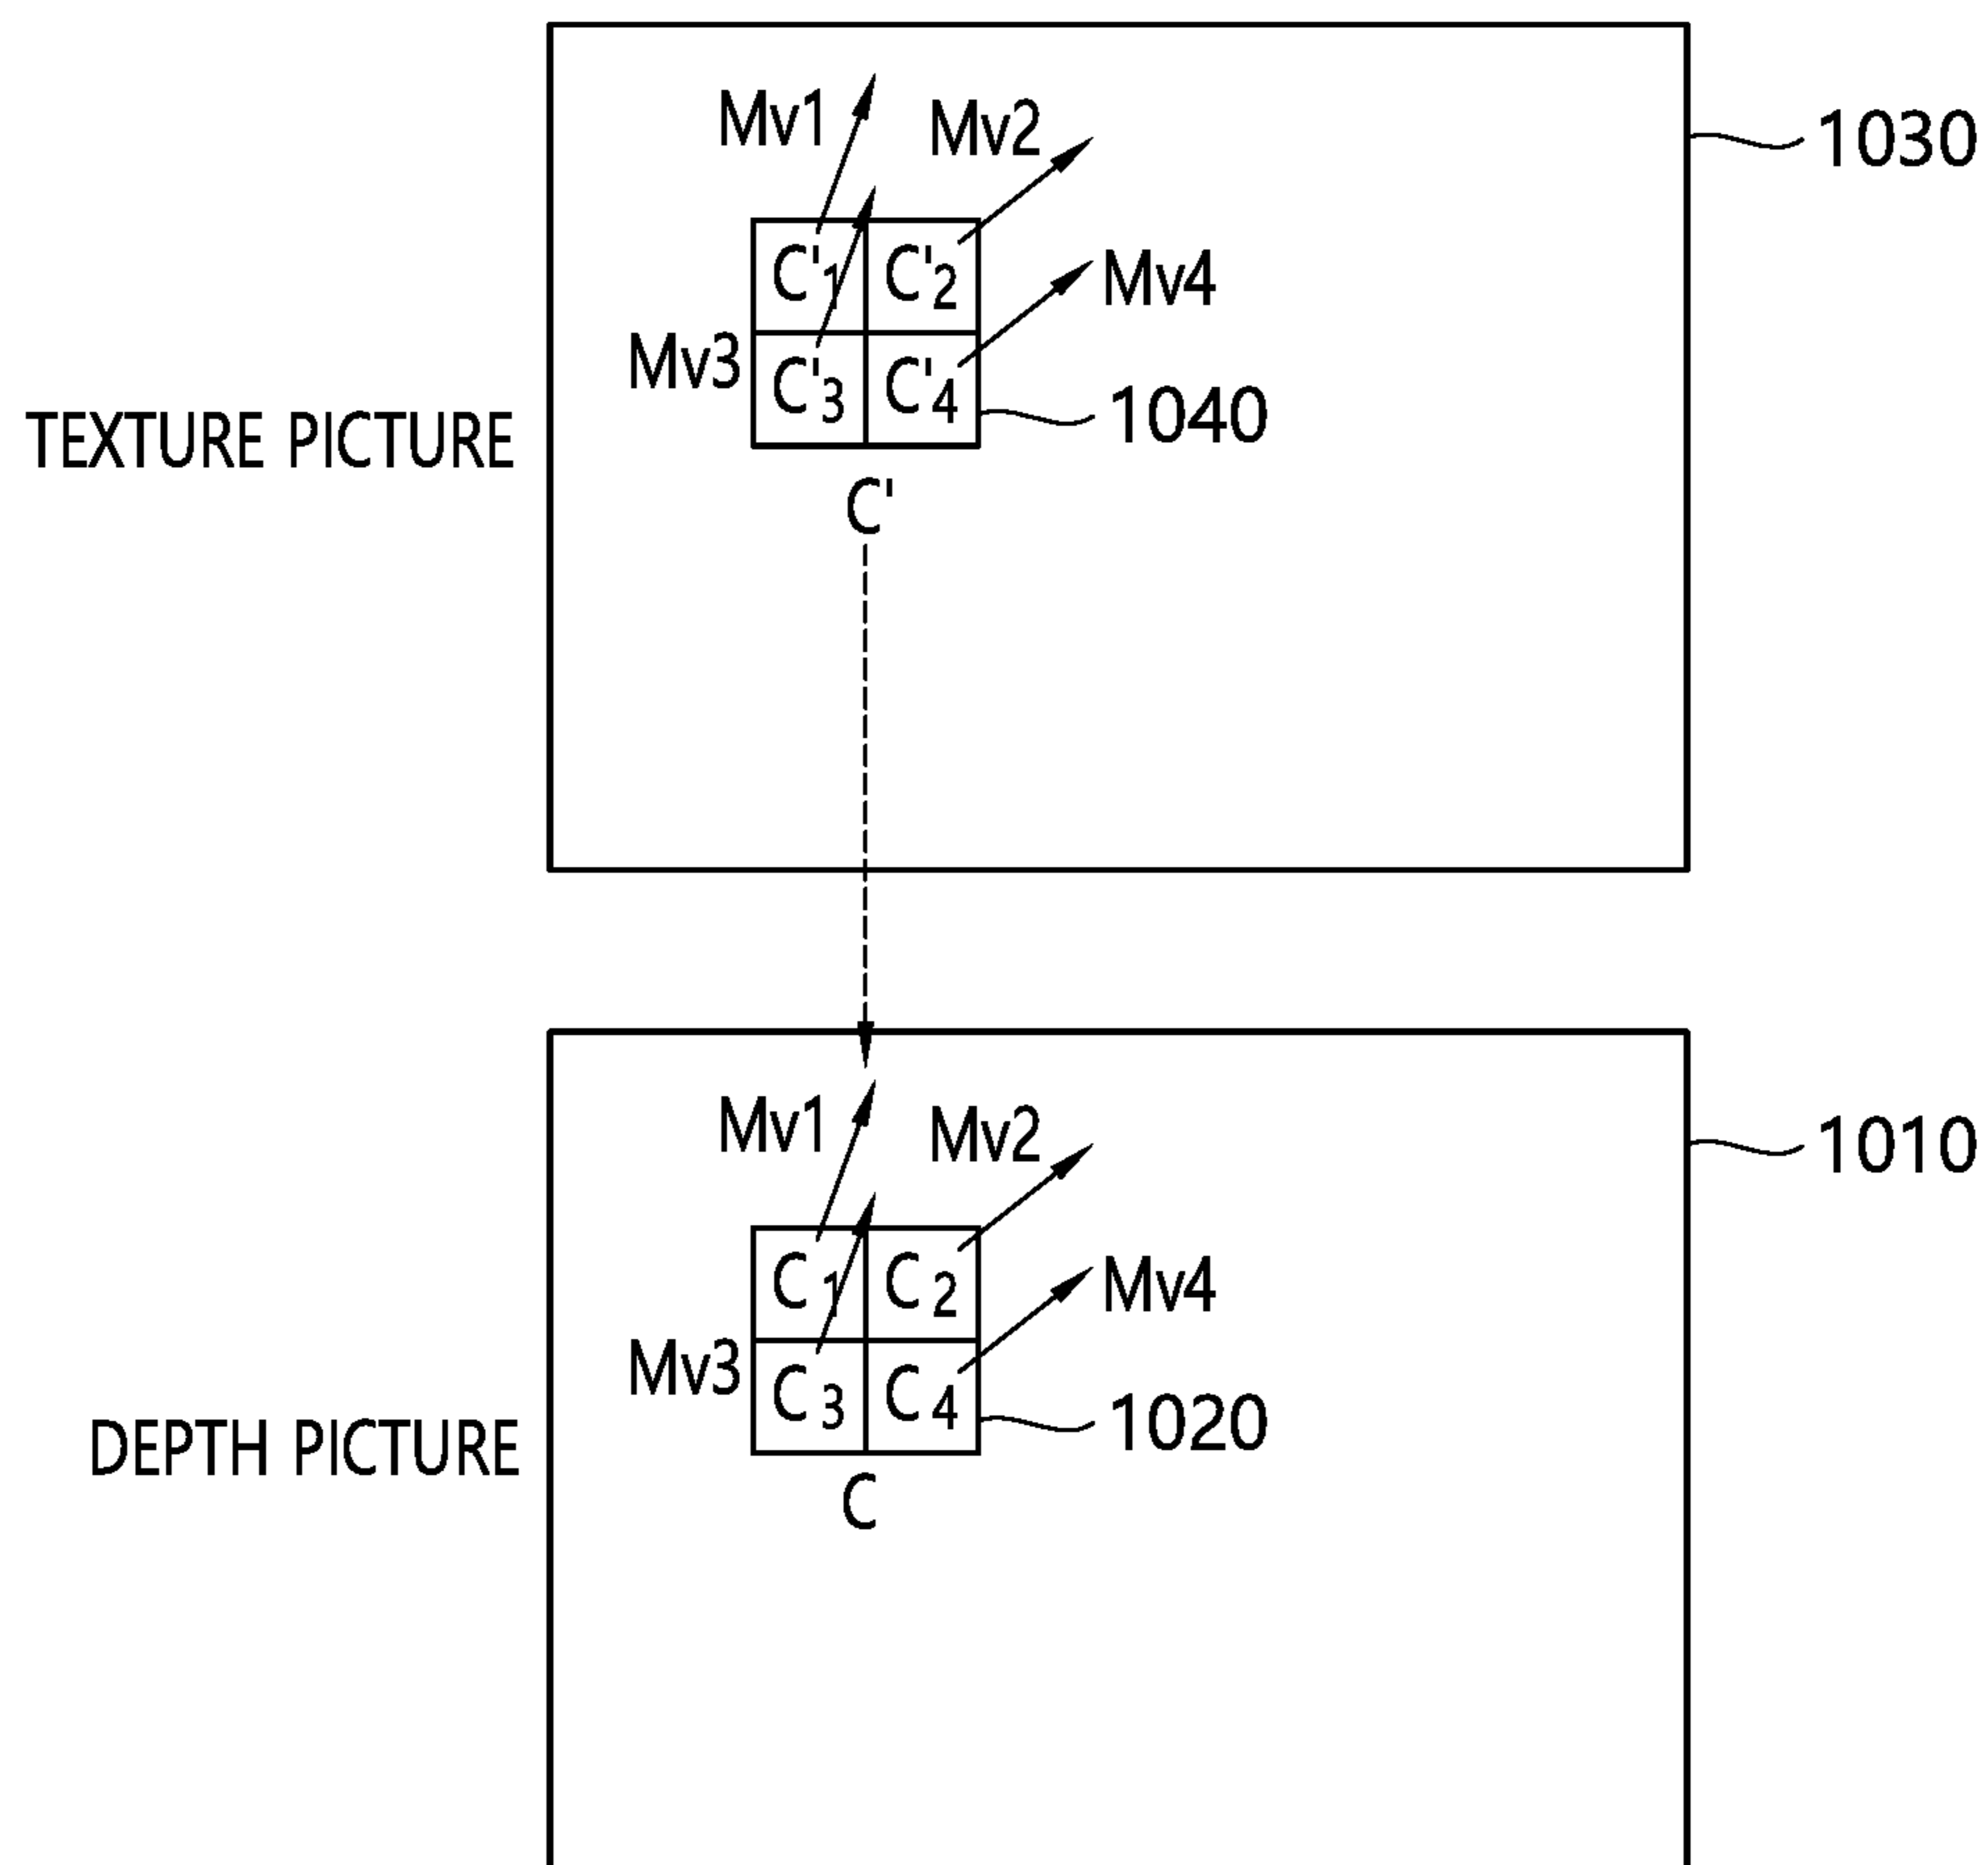 Mv1 Mv2 1030
C'1 C'2 Mv4
Mv3 C'3 C'4 1040
TEXTURE PICTURE
C'
Mv1 Mv2 1010
C1 C2 Mv4
Mv3 C3 C4 1020
DEPTH PICTURE
C